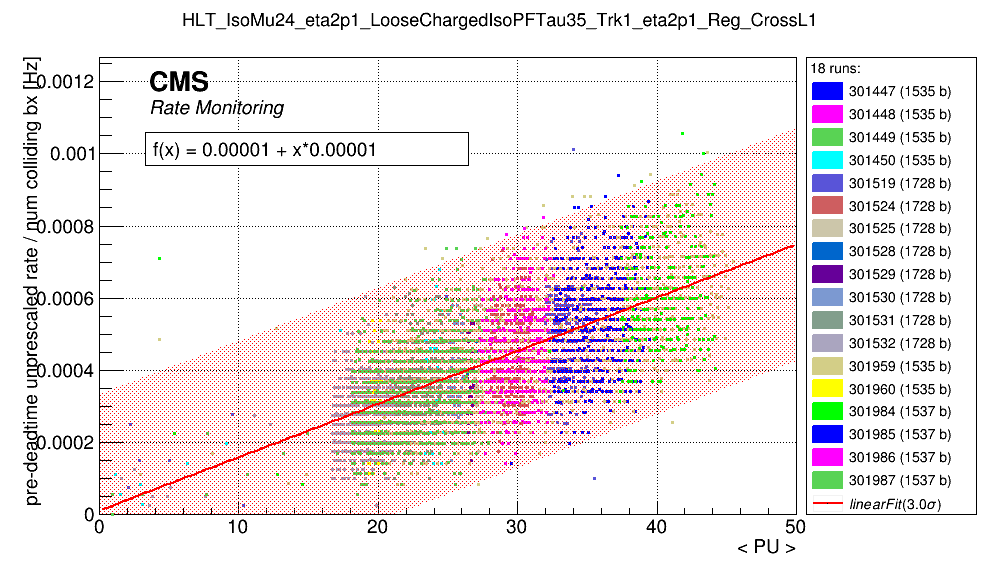 HLT_IsoMu24_eta2p1_LooseChargedIsoPFTau35_Trk1_eta2p1_Reg_CrossL1
pre-deadtime unprescaled rate / num colliding bx [Hz]
0.0012
0.001
0.0008
0.0006
0.0004
0.0002
0
CMS
Rate Monitoring
f(x) = 0.00001 + x*0.00001
0 10 20 30 40 50
< PU >
18 runs:
301447 (1535 b)
301448 (1535 b)
301449 (1535 b)
301450 (1535 b)
301519 (1728 b)
301524 (1728 b)
301525 (1728 b)
301528 (1728 b)
301529 (1728 b)
301530 (1728 b)
301531 (1728 b)
301532 (1728 b)
301959 (1535 b)
301960 (1535 b)
301984 (1537 b)
301985 (1537 b)
301986 (1537 b)
301987 (1537 b)
linearFit(3.0σ)